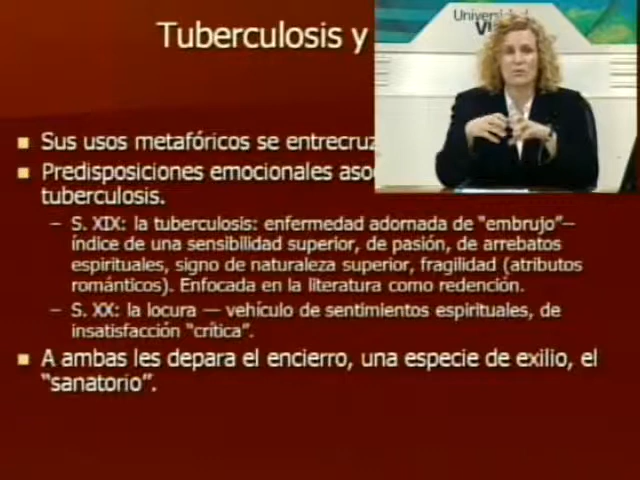 Tuberculosis y
Universidad
VI
Sus usos metafóricos se entrecruz
Predisposiciones emocionales aso
tuberculosis.
– S. XIX: la tuberculosis: enfermedad adornada de “embrujo”—
índice de una sensibilidad superior, de pasión, de arrebatos
espirituales, signo de naturaleza superior, fragilidad (atributos
románticos). Enfocada en la literatura como redención.
– S. XX: la locura — vehículo de sentimientos espirituales, de
insatisfacción “crítica”.
A ambas les depara el encierro, una especie de exilio, el
“sanatorio”.